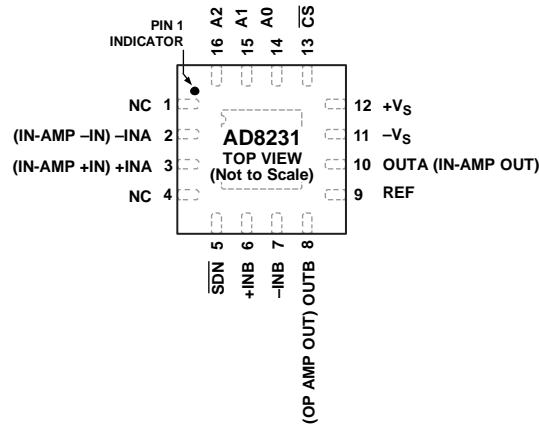 PIN 1
INDICATOR
16 A2
15 A1
14 A0
13 CS
NC 1
(IN-AMP –IN) –INA 2
(IN-AMP +IN) +INA 3
NC 4
AD8231
TOP VIEW
(Not to Scale)
12 +VS
11 –VS
10 OUTA (IN-AMP OUT)
9 REF
SDN 5
+INB 6
–INB 7
(OP AMP OUT) OUTB 8